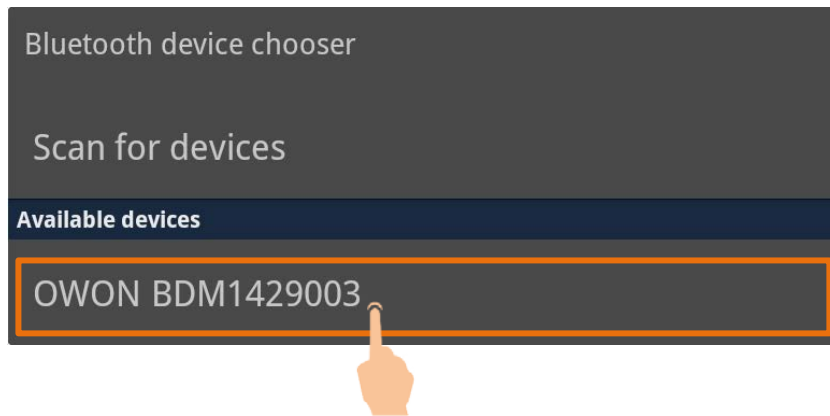 Bluetooth device chooser
Scan for devices
Available devices
OWON BDM1429003